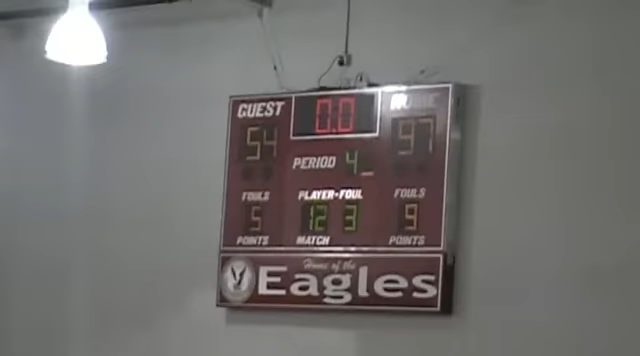 GUEST 0.0 HOME
54 97
PERIOD 4
FOULS PLAYER-FOUL FOULS
5 12 3 9
POINTS MATCH POINTS
Home of the
Eagles